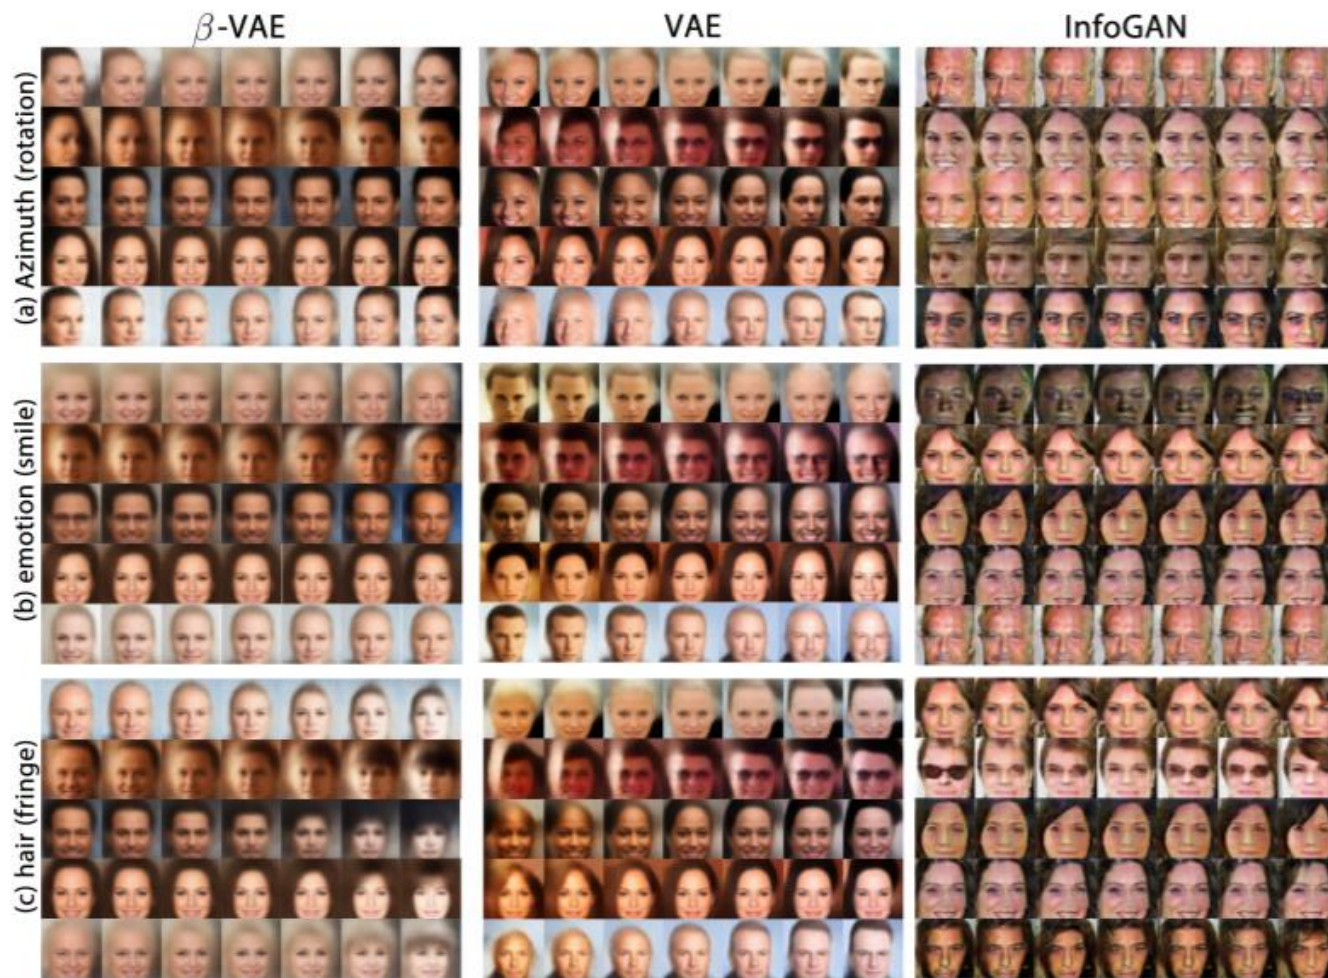 β-VAE
VAE
InfoGAN
(a) Azimuth (rotation)
(b) emotion (smile)
(c) hair (fringe)